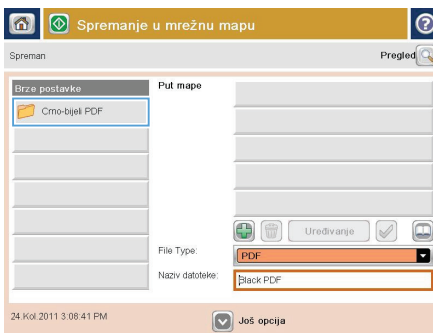 Spremanje u mrežnu mapu
Spreman
Pregled
Brze postavke
Crno-bijeli PDF
Put mape
Uređivanje
File Type:
PDF
Naziv datoteke:
Black PDF
24.Kol.2011 3:08:41 PM
Još opcija